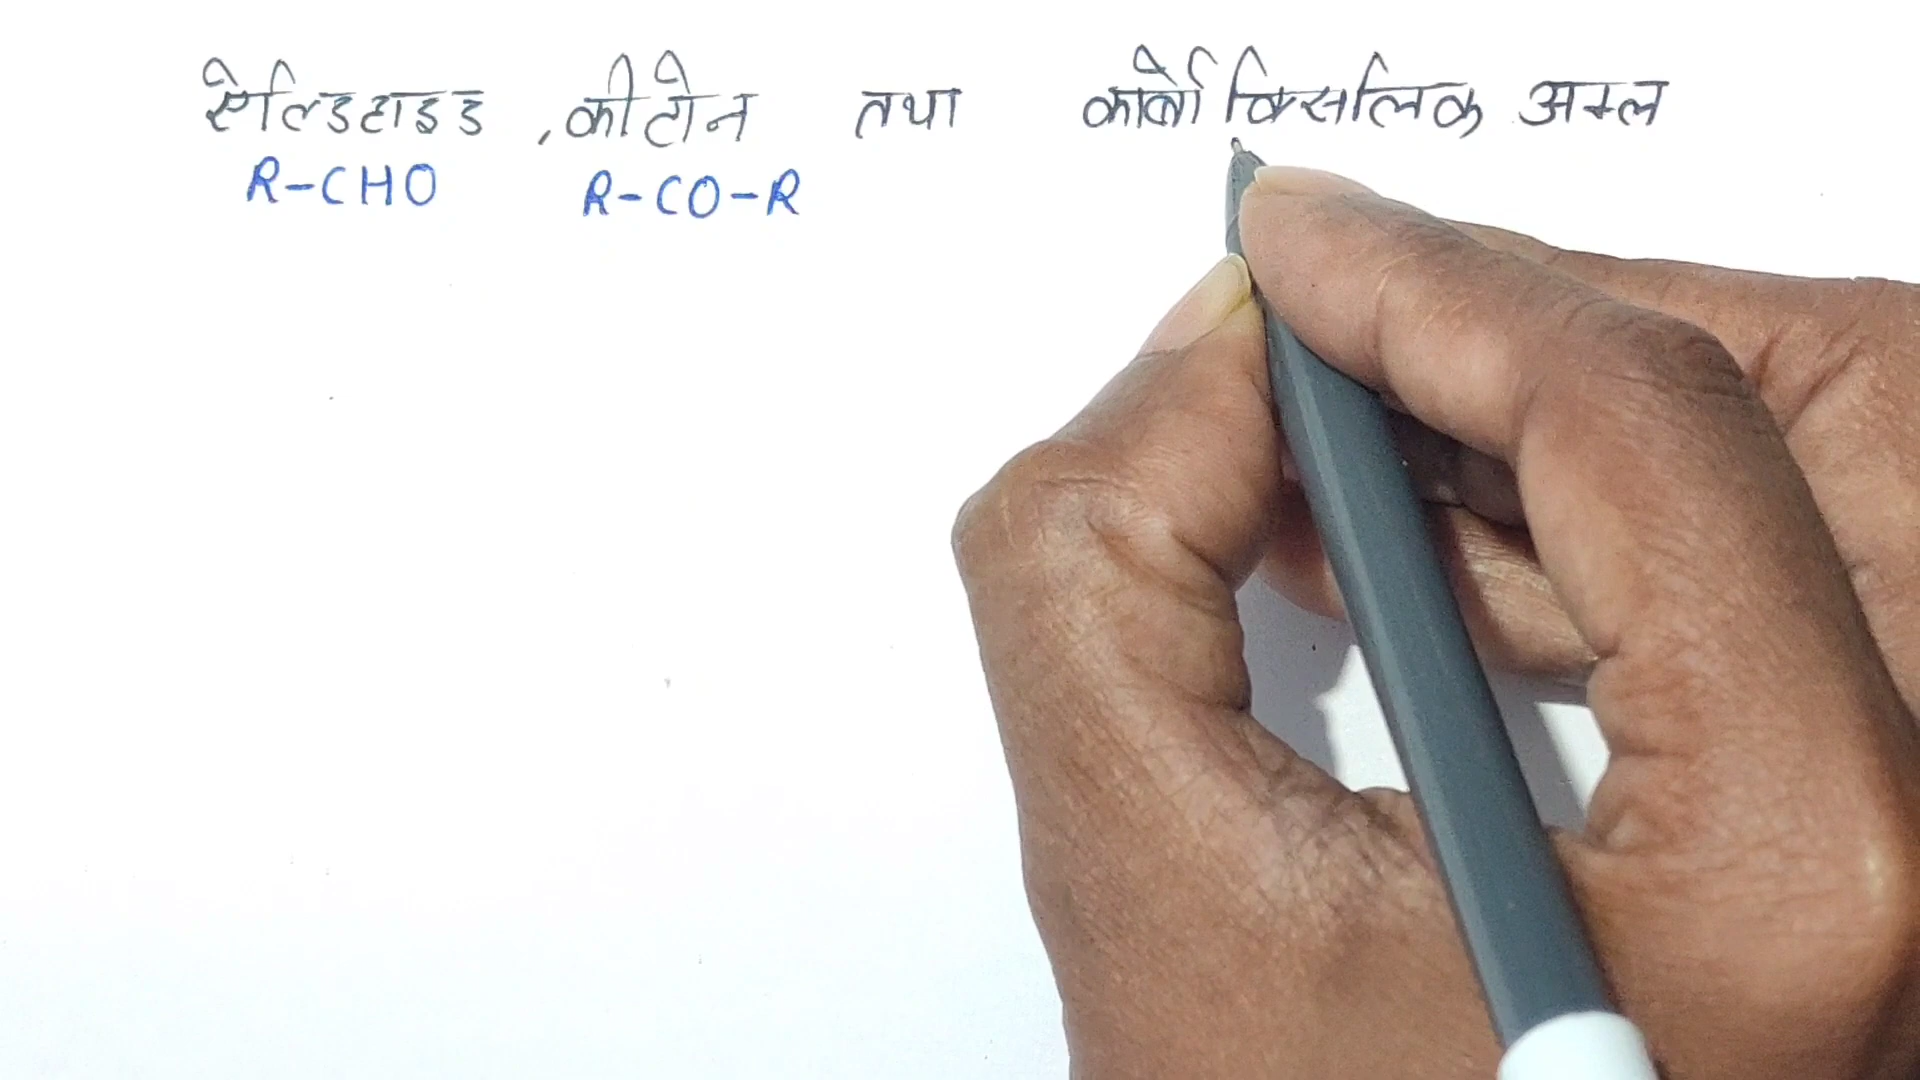 ऐल्डिहाइड, कीटोन तथा कार्बोक्सिलिक अम्ल
R-CHO R-CO-R